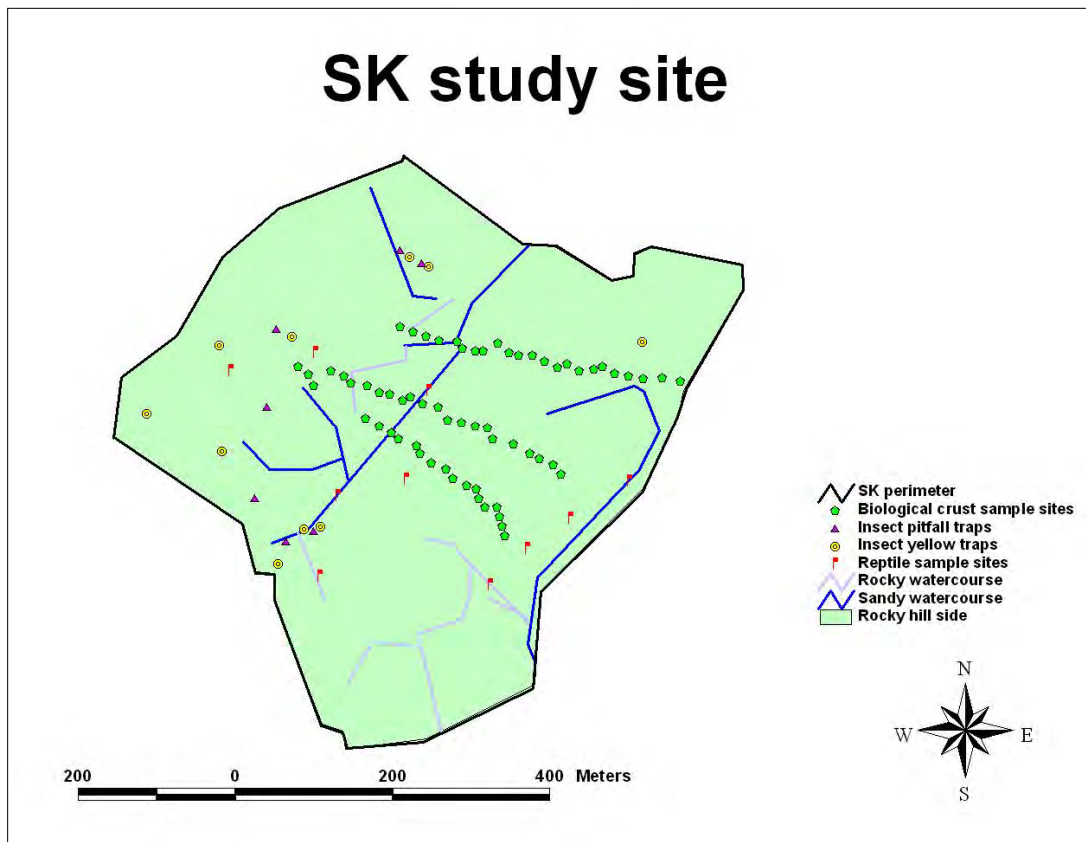 SK study site
SK perimeter
Biological crust sample sites
Insect pitfall traps
Insect yellow traps
Reptile sample sites
Rocky watercourse
Sandy watercourse
Rocky hill side
N
W E
S
200 0 200 400 Meters